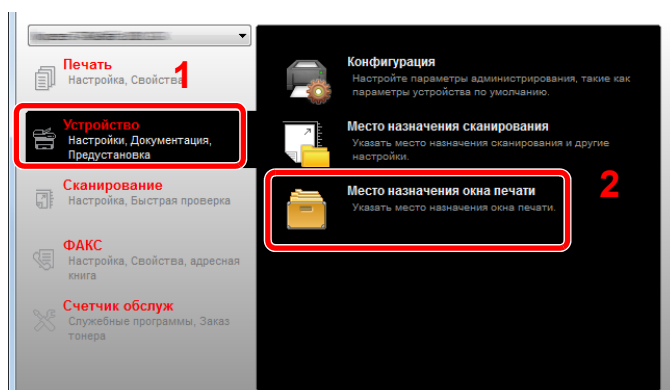 Печать
Настройка, Свойства
1
Устройство
Настройки, Документация,
Предустановка
Сканирование
Настройка, Быстрая проверка
ФАКС
Настройка, Свойства, адресная
книга
Счетчик обслуж
Служебные программы, Заказ
тонера
Конфигурация
Настройте параметры администрирования, такие как
параметры устройства по умолчанию.
Место назначения сканирования
Указать место назначения сканирования и другие
настройки.
Место назначения окна печати
Указать место назначения окна печати.
2